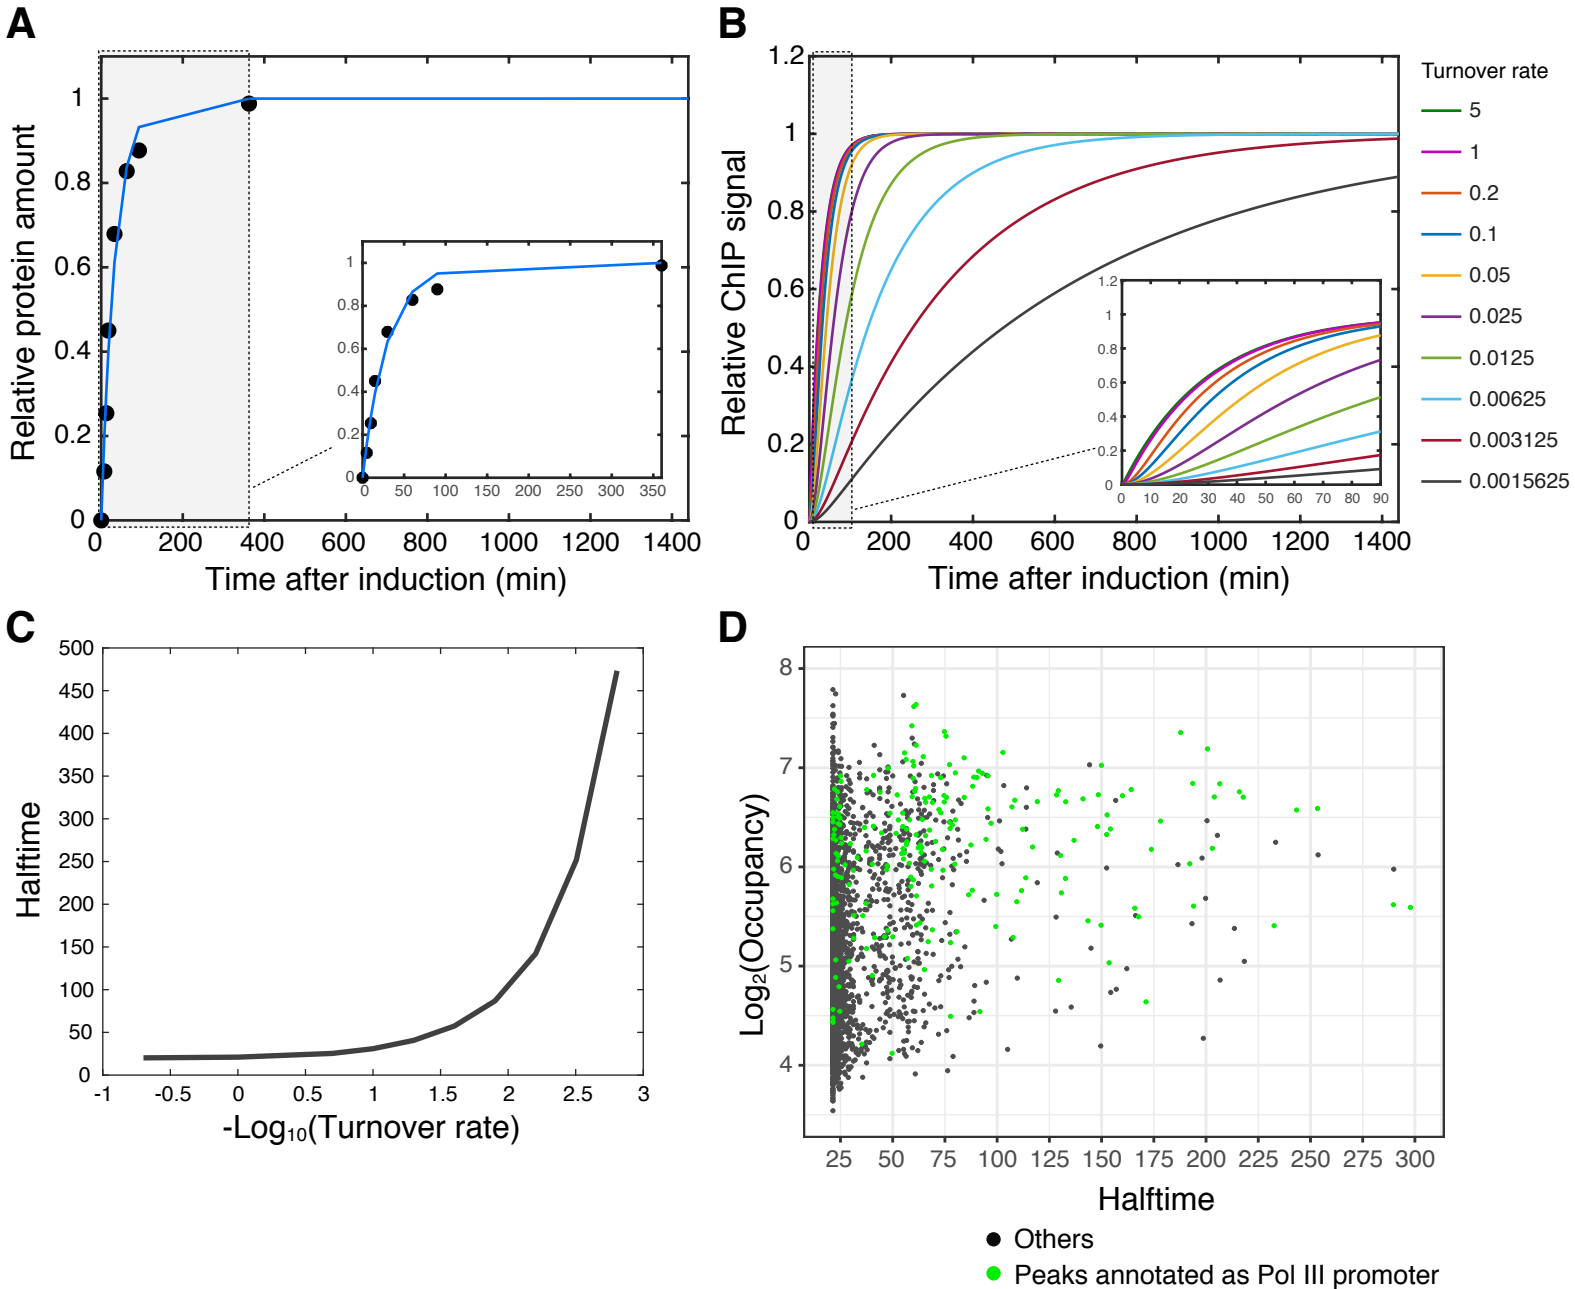 A
Relative protein amount
1
0.8
0.6
0.4
0.2
0
0 200 400 600 800 1000 1200 1400
Time after induction (min)
1
0.8
0.6
0.4
0.2
0
0 50 100 150 200 250 300 350
B
Relative ChIP signal
1.2
1
0.8
0.6
0.4
0.2
0
0 200 400 600 800 1000 1200 1400
Time after induction (min)
1.2
1
0.8
0.6
0.4
0.2
0
0 10 20 30 40 50 60 70 80 90
Turnover rate
5
1
0.2
0.1
0.05
0.025
0.0125
0.00625
0.003125
0.0015625
C
Halftime
500
450
400
350
300
250
200
150
100
50
0
-1 -0.5 0 0.5 1 1.5 2 2.5 3
-Log₁₀(Turnover rate)
D
Log₂(Occupancy)
8
7
6
5
4
25 50 75 100 125 150 175 200 225 250 275 300
Halftime
Others
Peaks annotated as Pol III promoter